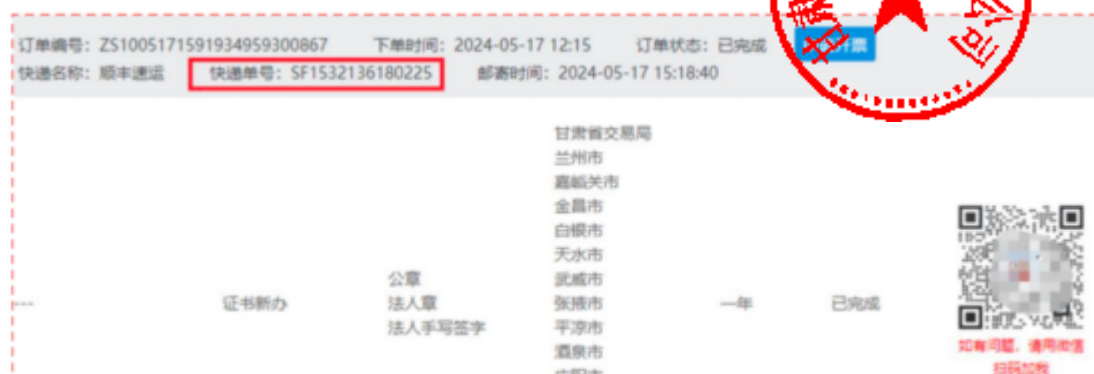 订单编号：ZS10051715919349593​00867 下单时间：2024-05-17 12:15 订单状态：已完成 开票
快递名称：顺丰速运 快递单号：SF1532136180225 邮寄时间：2024-05-17 15:18:40
甘肃省交易局
兰州市
嘉峪关市
金昌市
白银市
天水市
公章 武威市
--- 证书新办 法人章 张掖市 一年 已完成
法人手写签字 平凉市
酒泉市
如有问题，请用微信
扫码加我